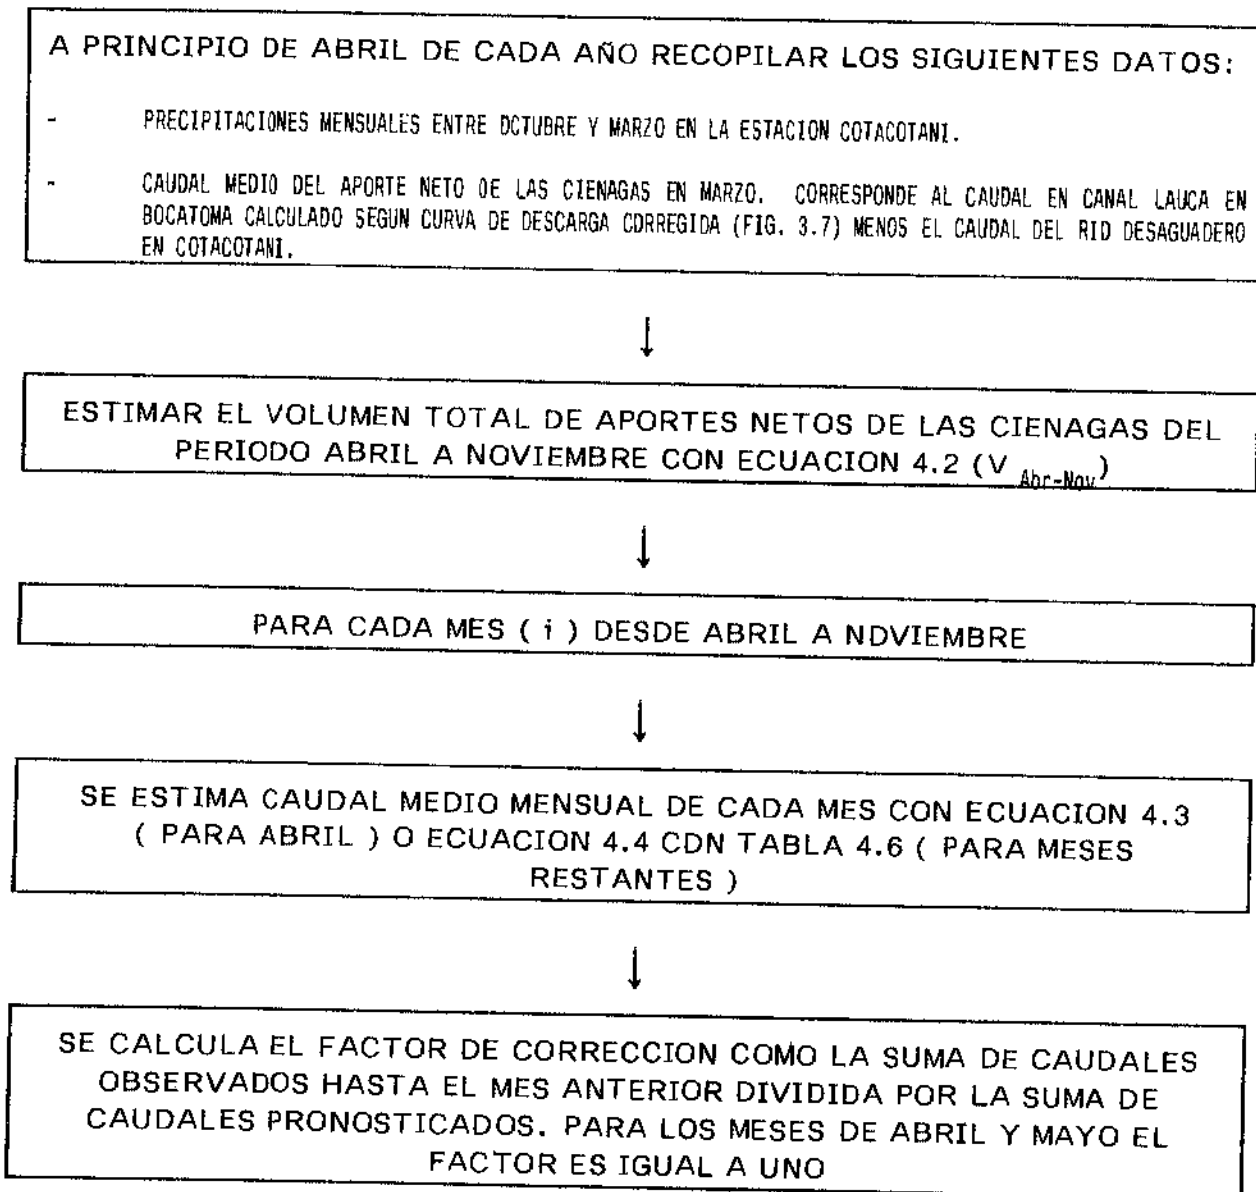 A PRINCIPIO DE ABRIL DE CADA AÑO RECOPILAR LOS SIGUIENTES DATOS:
- PRECIPITACIONES MENSUALES ENTRE OCTUBRE Y MARZO EN LA ESTACION COTACOTANI.
- CAUDAL MEDIO DEL APORTE NETO DE LAS CIENAGAS EN MARZO. CORRESPONDE AL CAUDAL EN CANAL LAUCA EN
BOCATOMA CALCULADO SEGUN CURVA DE DESCARGA CORREGIDA (FIG. 3.7) MENOS EL CAUDAL DEL RIO DESAGUADERO
EN COTACOTANI.
↓
ESTIMAR EL VOLUMEN TOTAL DE APORTES NETOS DE LAS CIENAGAS DEL
PERIODO ABRIL A NOVIEMBRE CON ECUACION 4.2 (V Abr-Nov)
↓
PARA CADA MES ( i ) DESDE ABRIL A NOVIEMBRE
↓
SE ESTIMA CAUDAL MEDIO MENSUAL DE CADA MES CON ECUACION 4.3
( PARA ABRIL ) O ECUACION 4.4 CON TABLA 4.6 ( PARA MESES
RESTANTES )
↓
SE CALCULA EL FACTOR DE CORRECCION COMO LA SUMA DE CAUDALES
OBSERVADOS HASTA EL MES ANTERIOR DIVIDIDA POR LA SUMA DE
CAUDALES PRONOSTICADOS. PARA LOS MESES DE ABRIL Y MAYO EL
FACTOR ES IGUAL A UNO